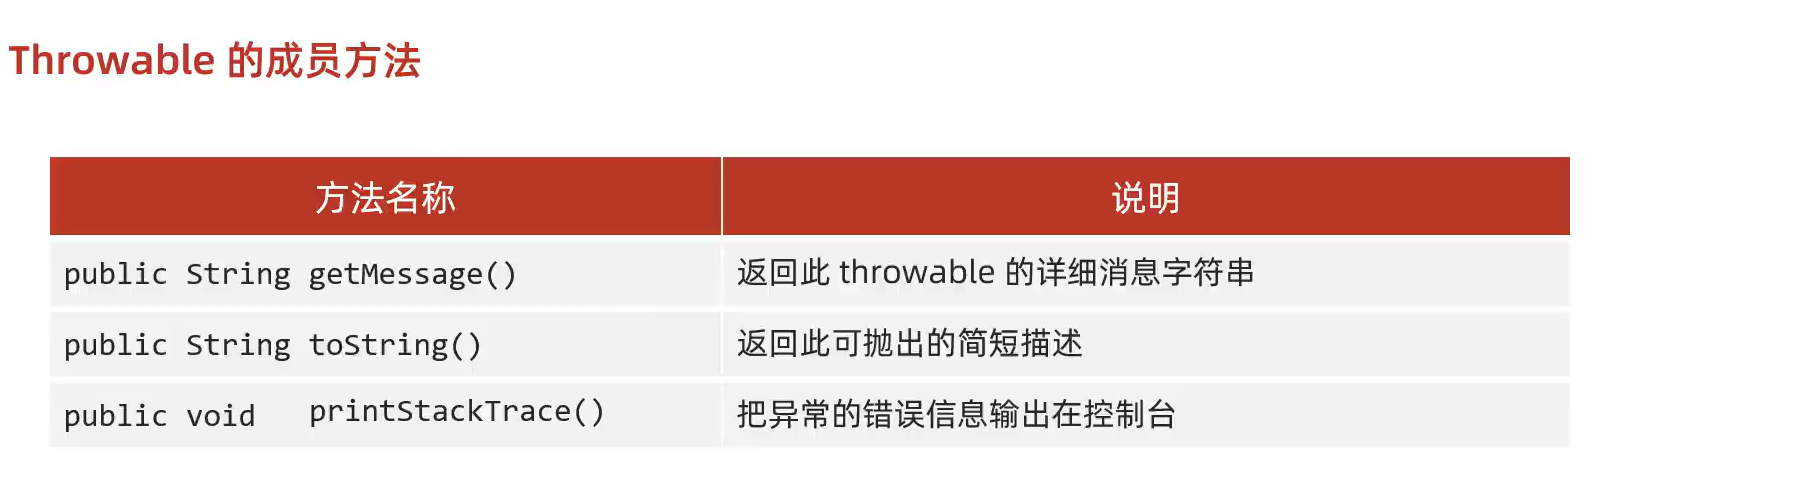 Throwable 的成员方法
方法名称 说明
public String getMessage() 返回此 throwable 的详细消息字符串
public String toString() 返回此可抛出的简短描述
public void printStackTrace() 把异常的错误信息输出在控制台